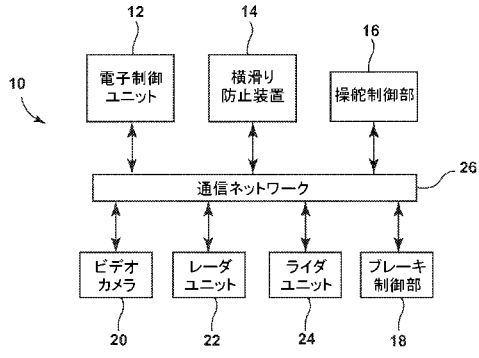 12
14
16
10
電子制御
ユニット
横滑り
防止装置
操舵制御部
26
通信ネットワーク
ビデオ
カメラ
レーダ
ユニット
ライダ
ユニット
ブレーキ
制御部
20
22
24
18